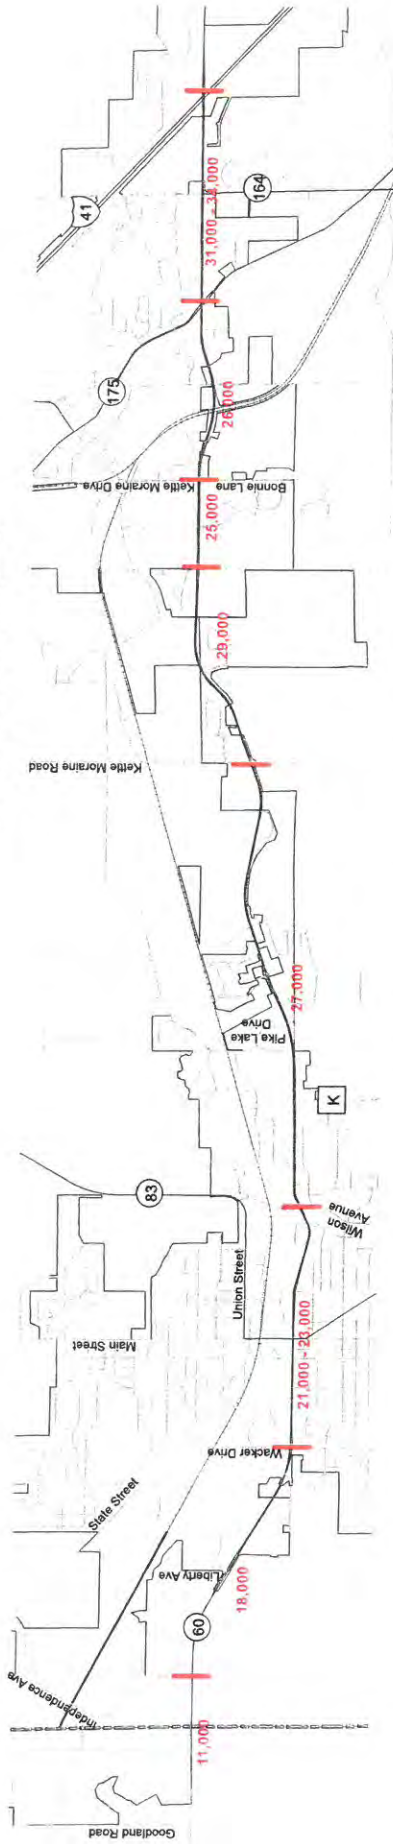 41
164
31,000 - 33,000
175
26,000
Kettle Moraine Drive
Bonnie Lane
25,000
29,000
Kettle Moraine Road
27,000
Pike Lake
Drive
K
83
Wilson
Avenue
Union Street
Main Street
21,000 - 23,000
Wacker Drive
State Street
Liberty Ave
18,000
60
Independence Ave
11,000
Goodland Road